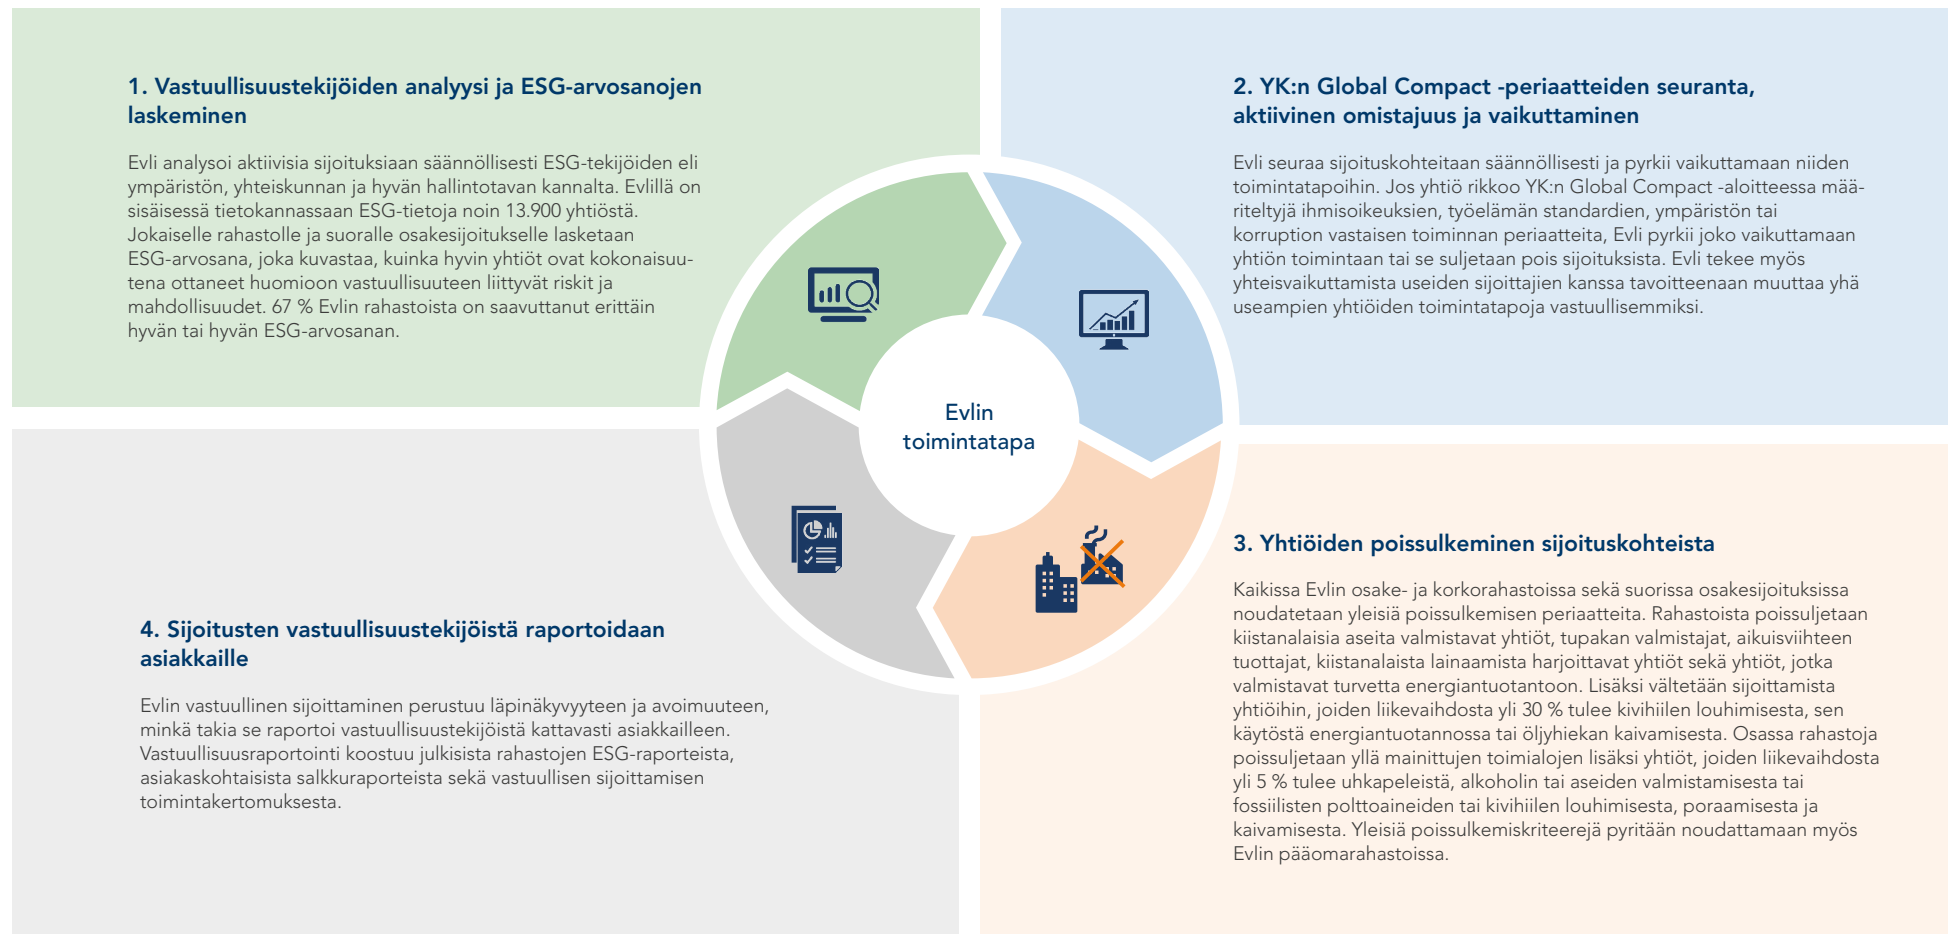 1. Vastuullisuustekijöiden analyysi ja ESG-arvosanojen
laskeminen
Evli analysoi aktiivisia sijoituksiaan säännöllisesti ESG-tekijöiden eli
ympäristön, yhteiskunnan ja hyvän hallintotavan kannalta. Evlillä on
sisäisessä tietokannassaan ESG-tietoja noin 13.900 yhtiöstä.
Jokaiselle rahastolle ja suoralle osakesijoitukselle lasketaan
ESG-arvosana, joka kuvastaa, kuinka hyvin yhtiöt ovat kokonaisuu-
tena ottaneet huomioon vastuullisuuteen liittyvät riskit ja
mahdollisuudet. 67 % Evlin rahastoista on saavuttanut erittäin
hyvän tai hyvän ESG-arvosanan.
2. YK:n Global Compact -periaatteiden seuranta,
aktiivinen omistajuus ja vaikuttaminen
Evli seuraa sijoituskohteitaan säännöllisesti ja pyrkii vaikuttamaan niiden
toimintatapoihin. Jos yhtiö rikkoo YK:n Global Compact -aloitteessa mää-
riteltyjä ihmisoikeuksien, työelämän standardien, ympäristön tai
korruption vastaisen toiminnan periaatteita, Evli pyrkii joko vaikuttamaan
yhtiön toimintaan tai se suljetaan pois sijoituksista. Evli tekee myös
yhteisvaikuttamista useiden sijoittajien kanssa tavoitteenaan muuttaa yhä
useampien yhtiöiden toimintatapoja vastuullisemmiksi.
Evlin
toimintatapa
3. Yhtiöiden poissulkeminen sijoituskohteista
Kaikissa Evlin osake- ja korkorahastoissa sekä suorissa osakesijoituksissa
noudatetaan yleisiä poissulkemisen periaatteita. Rahastoista poissuljetaan
kiistanalaisia aseita valmistavat yhtiöt, tupakan valmistajat, aikuisviihteen
tuottajat, kiistanalaista lainaamista harjoittavat yhtiöt sekä yhtiöt, jotka
valmistavat turvetta energiantuotantoon. Lisäksi vältetään sijoittamista
yhtiöihin, joiden liikevaihdosta yli 30 % tulee kivihiilen louhimisesta, sen
käytöstä energiantuotannossa tai öljyhiekan kaivamisesta. Osassa rahastoja
poissuljetaan yllä mainittujen toimialojen lisäksi yhtiöt, joiden liikevaihdosta
yli 5 % tulee uhkapeleistä, alkoholin tai aseiden valmistamisesta tai
fossiilisten polttoaineiden tai kivihiilen louhimisesta, poraamisesta ja
kaivamisesta. Yleisiä poissulkemiskriteerejä pyritään noudattamaan myös
Evlin pääomarahastoissa.
4. Sijoitusten vastuullisuustekijöistä raportoidaan
asiakkaille
Evlin vastuullinen sijoittaminen perustuu läpinäkyvyyteen ja avoimuuteen,
minkä takia se raportoi vastuullisuustekijöistä kattavasti asiakkailleen.
Vastuullisuusraportointi koostuu julkisista rahastojen ESG-raporteista,
asiakaskohtaisista salkkuraporteista sekä vastuullisen sijoittamisen
toimintakertomuksesta.